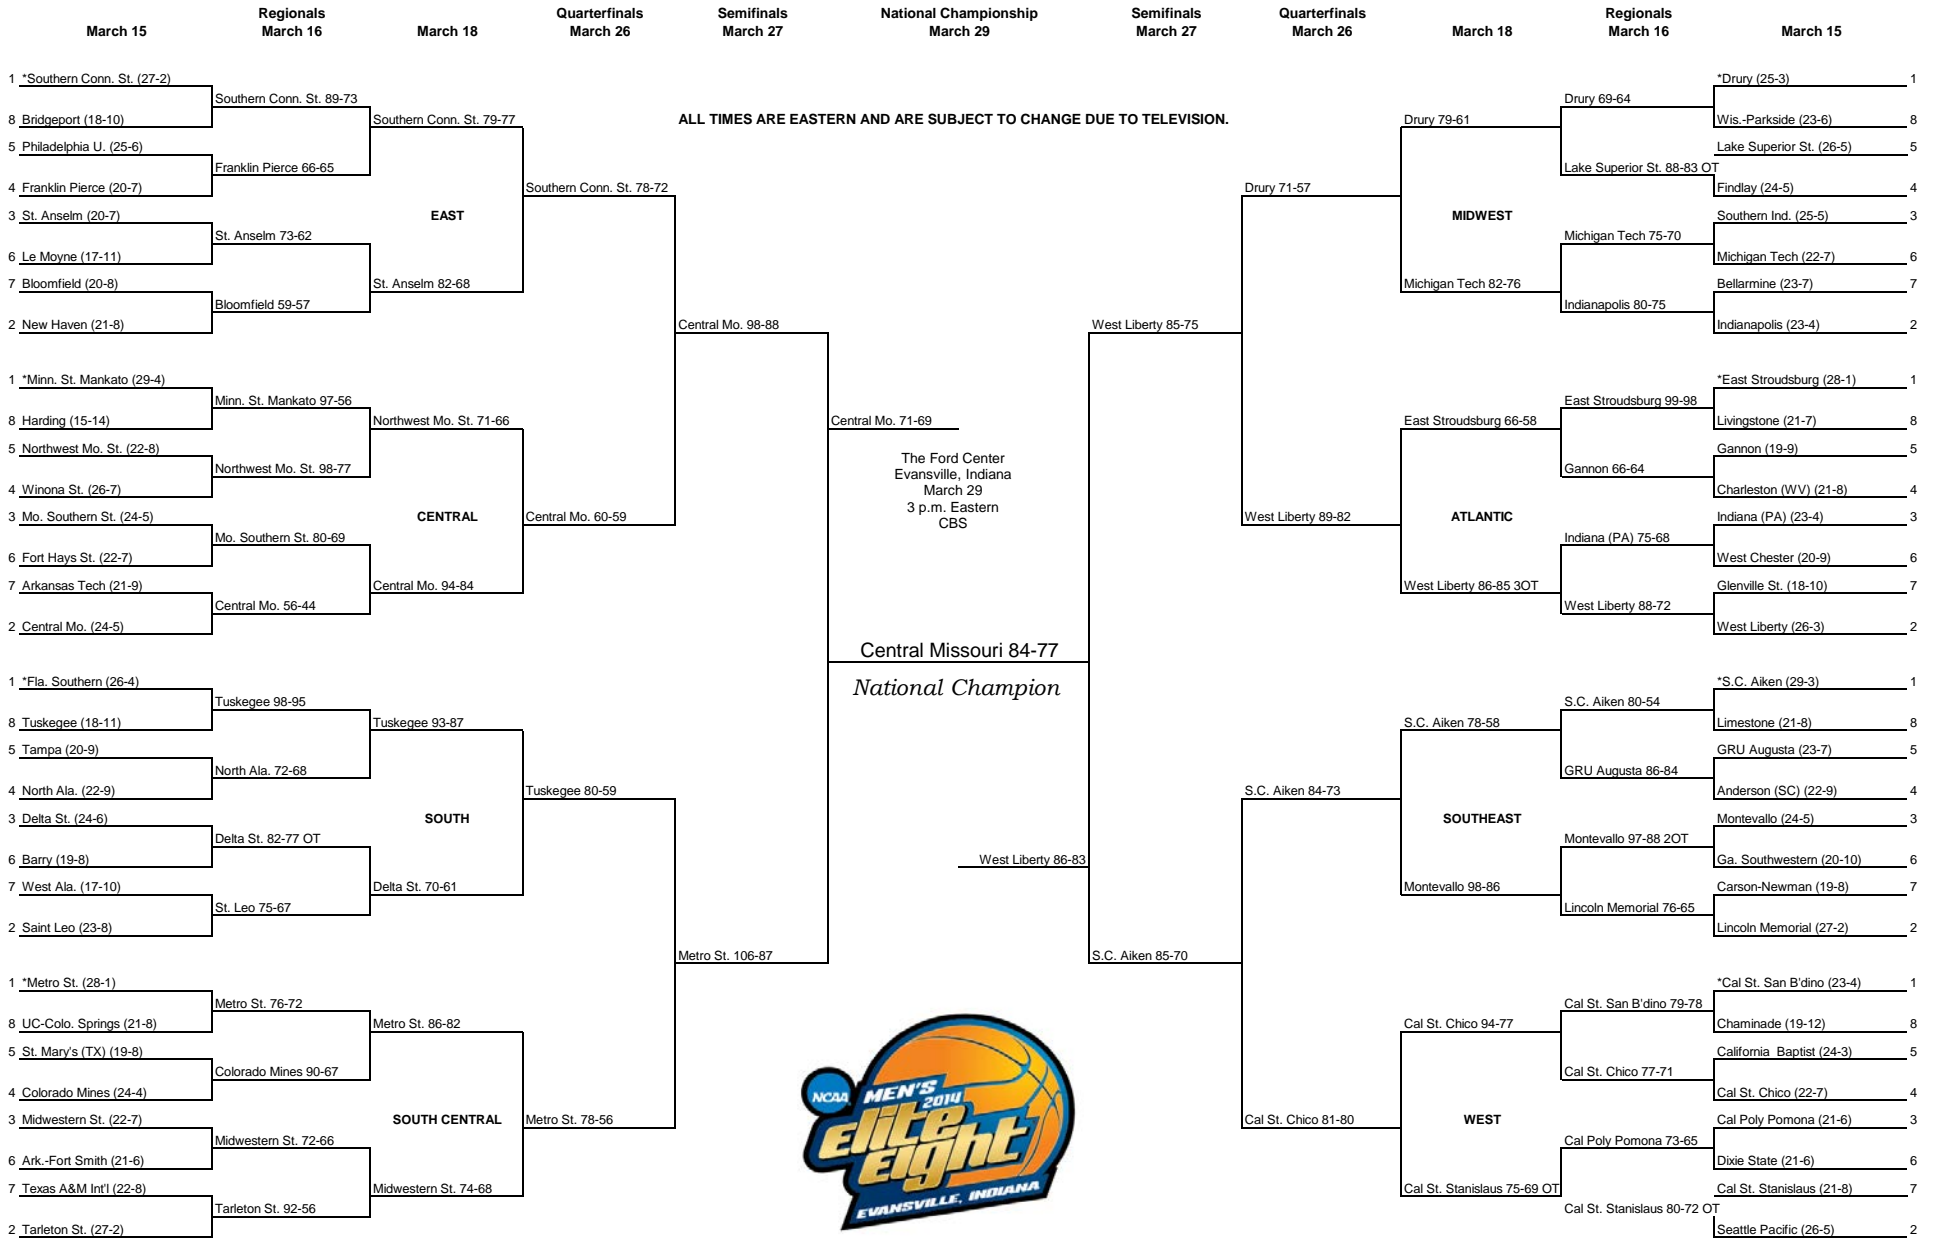 Regionals Quarterfinals Semifinals National Championship Semifinals Quarterfinals Regionals
March 15 March 16 March 18 March 26 March 27 March 29 March 27 March 26 March 18 March 16 March 15
1 *Southern Conn. St. (27-2)
Southern Conn. St. 89-73
8 Bridgeport (18-10)
Southern Conn. St. 79-77
5 Philadelphia U. (25-6)
Franklin Pierce 66-65
4 Franklin Pierce (20-7)
Southern Conn. St. 78-72
3 St. Anselm (20-7)
EAST
St. Anselm 73-62
6 Le Moyne (17-11)
7 Bloomfield (20-8)
St. Anselm 82-68
Bloomfield 59-57
2 New Haven (21-8)
Central Mo. 98-88
1 *Minn. St. Mankato (29-4)
Minn. St. Mankato 97-56
8 Harding (15-14)
Northwest Mo. St. 71-66
5 Northwest Mo. St. (22-8)
Northwest Mo. St. 98-77
4 Winona St. (26-7)
3 Mo. Southern St. (24-5)
CENTRAL
Central Mo. 60-59
Mo. Southern St. 80-69
6 Fort Hays St. (22-7)
7 Arkansas Tech (21-9)
Central Mo. 94-84
Central Mo. 56-44
2 Central Mo. (24-5)
1 *Fla. Southern (26-4)
Tuskegee 98-95
8 Tuskegee (18-11)
Tuskegee 93-87
5 Tampa (20-9)
North Ala. 72-68
4 North Ala. (22-9)
Tuskegee 80-59
3 Delta St. (24-6)
SOUTH
Delta St. 82-77 OT
6 Barry (19-8)
7 West Ala. (17-10)
Delta St. 70-61
St. Leo 75-67
2 Saint Leo (23-8)
Metro St. 106-87
1 *Metro St. (28-1)
Metro St. 76-72
8 UC-Colo. Springs (21-8)
Metro St. 86-82
5 St. Mary's (TX) (19-8)
Colorado Mines 90-67
4 Colorado Mines (24-4)
3 Midwestern St. (22-7)
SOUTH CENTRAL
Metro St. 78-56
Midwestern St. 72-66
6 Ark.-Fort Smith (21-6)
7 Texas A&M Int'l (22-8)
Midwestern St. 74-68
Tarleton St. 92-56
2 Tarleton St. (27-2)
ALL TIMES ARE EASTERN AND ARE SUBJECT TO CHANGE DUE TO TELEVISION.
Central Mo. 71-69
The Ford Center
Evansville, Indiana
March 29
3 p.m. Eastern
CBS
Central Missouri 84-77
National Champion
West Liberty 86-83
NCAA
MEN'S
2014
elite
eight
EVANSVILLE, INDIANA
*Drury (25-3) 1
Drury 69-64
Drury 79-61
Wis.-Parkside (23-6) 8
Lake Superior St. (26-5) 5
Lake Superior St. 88-83 OT
Drury 71-57
Findlay (24-5) 4
MIDWEST
Southern Ind. (25-5) 3
Michigan Tech 75-70
Michigan Tech (22-7) 6
Michigan Tech 82-76
Bellarmine (23-7) 7
Indianapolis 80-75
West Liberty 85-75
Indianapolis (23-4) 2
*East Stroudsburg (28-1) 1
East Stroudsburg 99-98
East Stroudsburg 66-58
Livingstone (21-7) 8
Gannon (19-9) 5
Gannon 66-64
Charleston (WV) (21-8) 4
West Liberty 89-82
ATLANTIC
Indiana (PA) (23-4) 3
Indiana (PA) 75-68
West Chester (20-9) 6
West Liberty 86-85 3OT
Glenville St. (18-10) 7
West Liberty 88-72
West Liberty (26-3) 2
*S.C. Aiken (29-3) 1
S.C. Aiken 80-54
S.C. Aiken 78-58
Limestone (21-8) 8
GRU Augusta (23-7) 5
GRU Augusta 86-84
S.C. Aiken 84-73
Anderson (SC) (22-9) 4
SOUTHEAST
Montevallo (24-5) 3
Montevallo 97-88 2OT
Ga. Southwestern (20-10) 6
Montevallo 98-86
Carson-Newman (19-8) 7
Lincoln Memorial 76-65
Lincoln Memorial (27-2) 2
S.C. Aiken 85-70
*Cal St. San B'dino (23-4) 1
Cal St. San B'dino 79-78
Cal St. Chico 94-77
Chaminade (19-12) 8
California Baptist (24-3) 5
Cal St. Chico 77-71
Cal St. Chico (22-7) 4
Cal St. Chico 81-80
WEST
Cal Poly Pomona (21-6) 3
Cal Poly Pomona 73-65
Dixie State (21-6) 6
Cal St. Stanislaus 75-69 OT
Cal St. Stanislaus (21-8) 7
Cal St. Stanislaus 80-72 OT
Seattle Pacific (26-5) 2